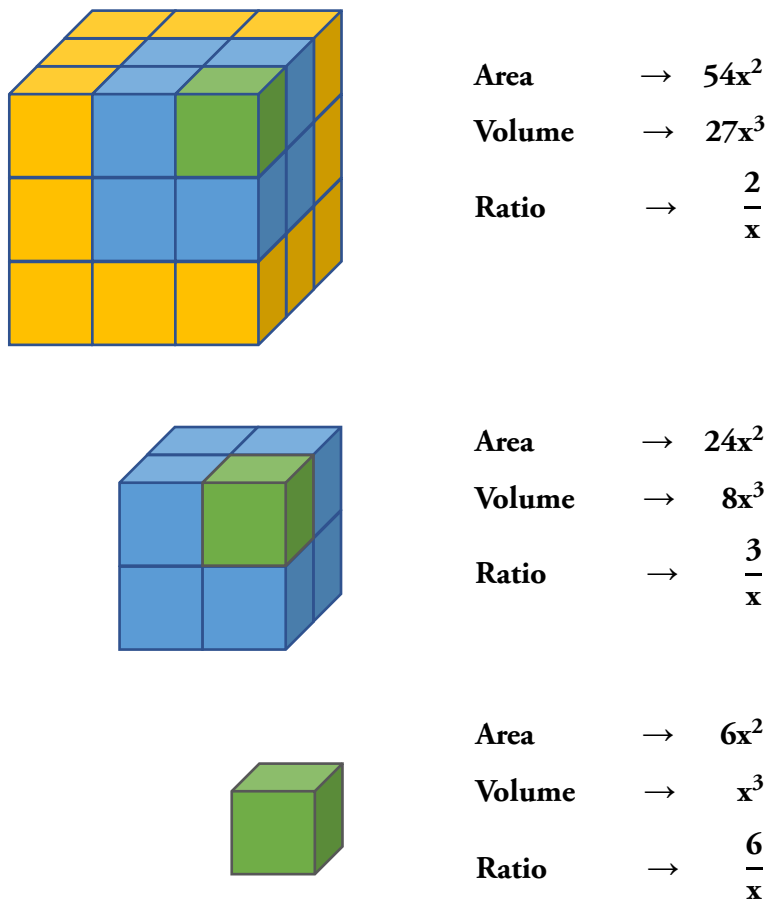 Area → 54x²
Volume → 27x³
Ratio → 2/x
Area → 24x²
Volume → 8x³
Ratio → 3/x
Area → 6x²
Volume → x³
Ratio → 6/x